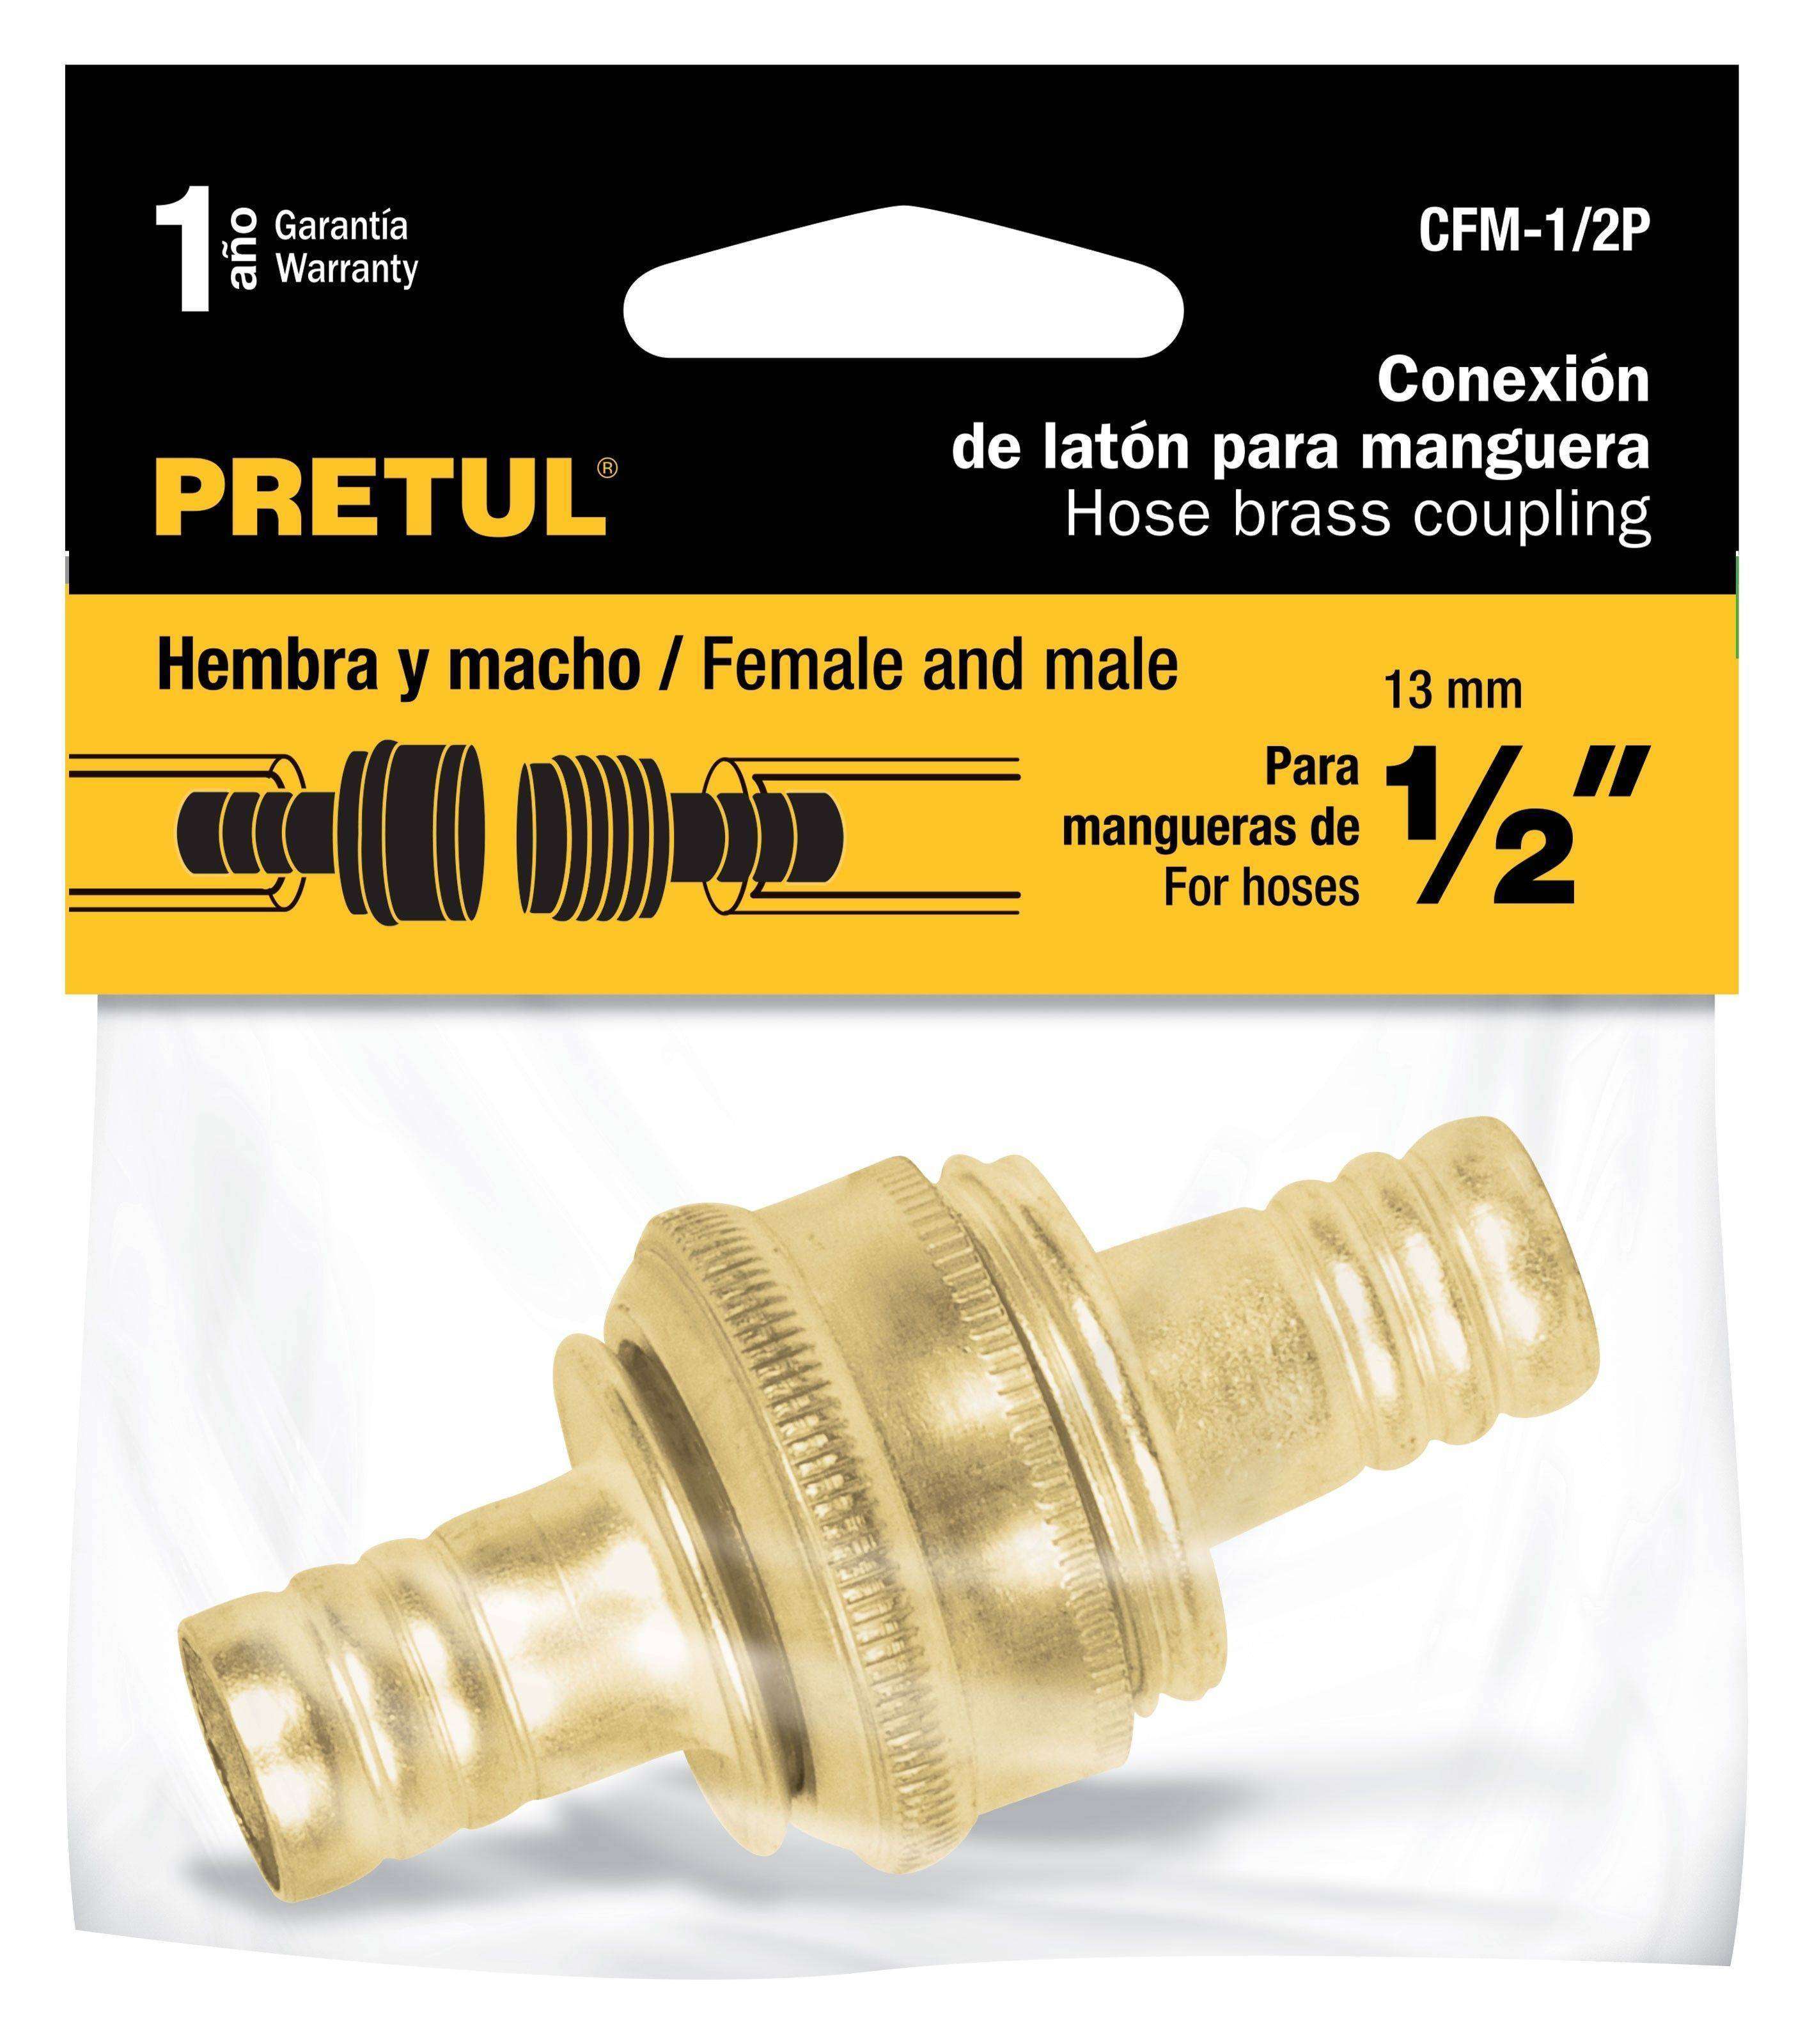 1 año Garantía
Warranty
CFM-1/2P
Conexión
de latón para manguera
Hose brass coupling
PRETUL®
Hembra y macho / Female and male
13 mm
Para
mangueras de
For hoses
1/2"